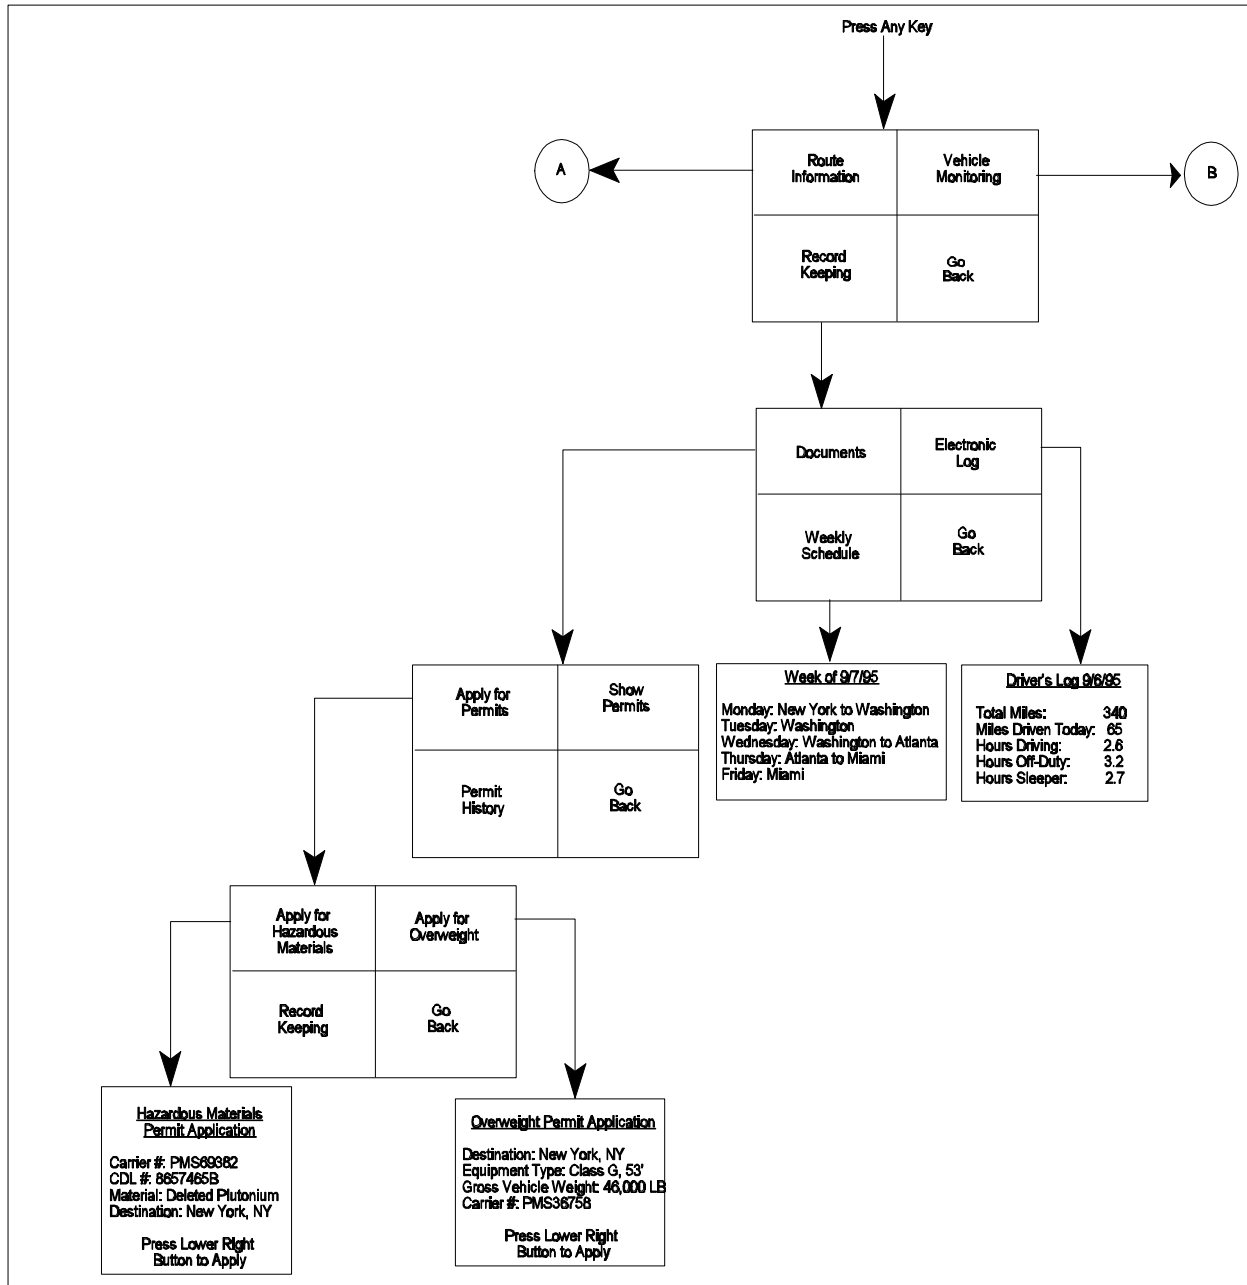 Press Any Key
A
Route
Information
Vehicle
Monitoring
B
Record
Keeping
Go
Back
Documents
Electronic
Log
Weekly
Schedule
Go
Back
Apply for
Permits
Show
Permits
Permit
History
Go
Back
Week of 9/7/95
Monday: New York to Washington
Tuesday: Washington
Wednesday: Washington to Atlanta
Thursday: Atlanta to Miami
Friday: Miami
Driver's Log 9/6/95
Total Miles: 340
Miles Driven Today: 65
Hours Driving: 2.6
Hours Off-Duty: 3.2
Hours Sleeper: 2.7
Apply for
Hazardous
Materials
Apply for
Overweight
Record
Keeping
Go
Back
Hazardous Materials
Permit Application
Carrier #: PMS69382
CDL #: 8657465B
Material: Deleted Plutonium
Destination: New York, NY
Press Lower Right
Button to Apply
Overweight Permit Application
Destination: New York, NY
Equipment Type: Class G, 53'
Gross Vehicle Weight: 46,000 LB
Carrier #: PMS36758
Press Lower Right
Button to Apply